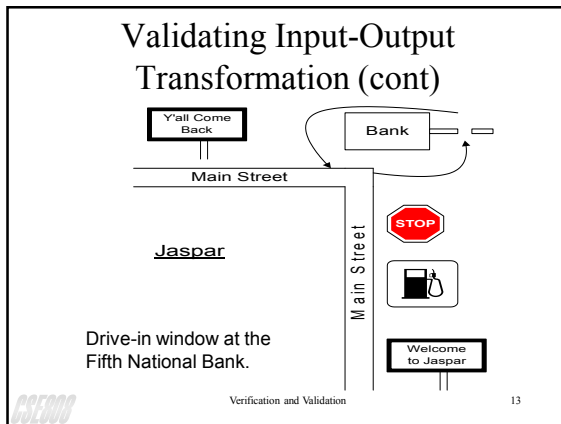 Validating Input-Output
Transformation (cont)
Y'all Come
Back
Bank
Main Street
STOP
Jaspar
Main Street
Drive-in window at the
Fifth National Bank.
Welcome
to Jaspar
CSE808
Verification and Validation
13